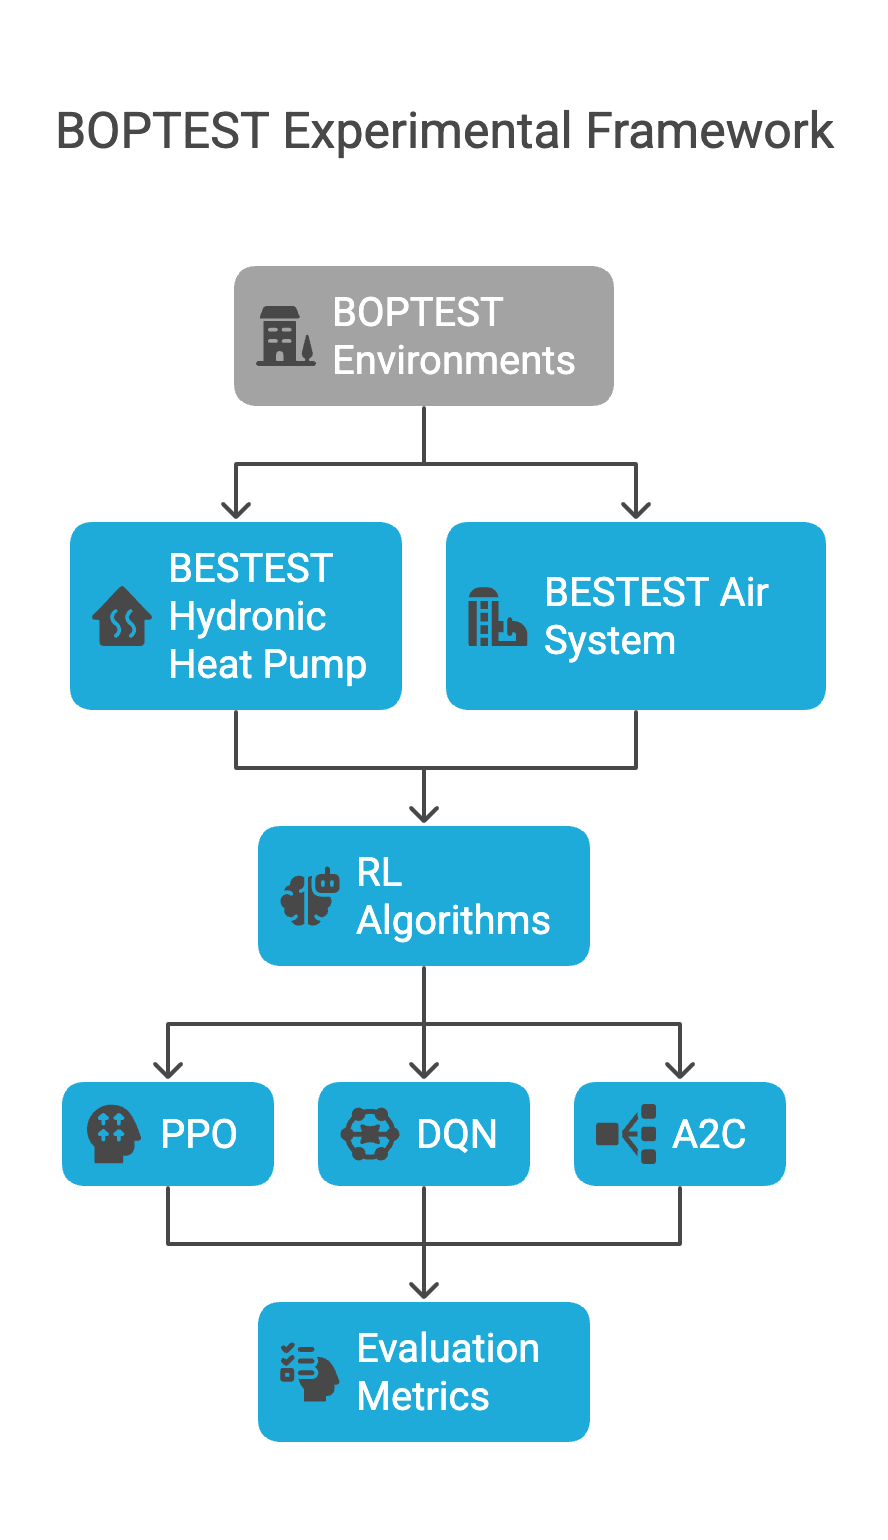 BOPTEST Experimental Framework
BOPTEST
Environments
BESTEST
Hydronic
Heat Pump
BESTEST Air
System
RL
Algorithms
PPO
DQN
A2C
Evaluation
Metrics